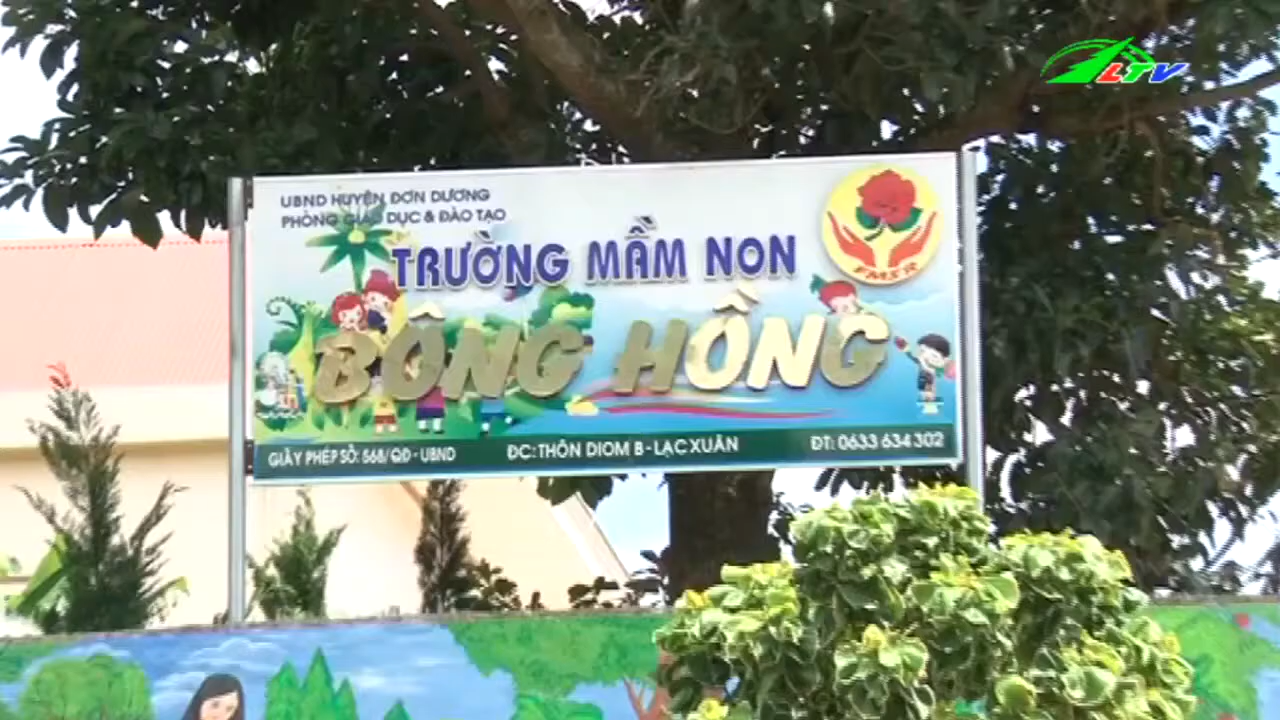 LTV
UBND HUYỆN ĐƠN DƯƠNG
PHÒNG GIÁO DỤC & ĐÀO TẠO
TRƯỜNG MẦM NON
BÔNG HỒNG
FMSR
GIẤY PHÉP SỐ: 568/QĐ - UBND ĐC: THÔN DIOM B - LẠC XUÂN ĐT: 0633 634 302